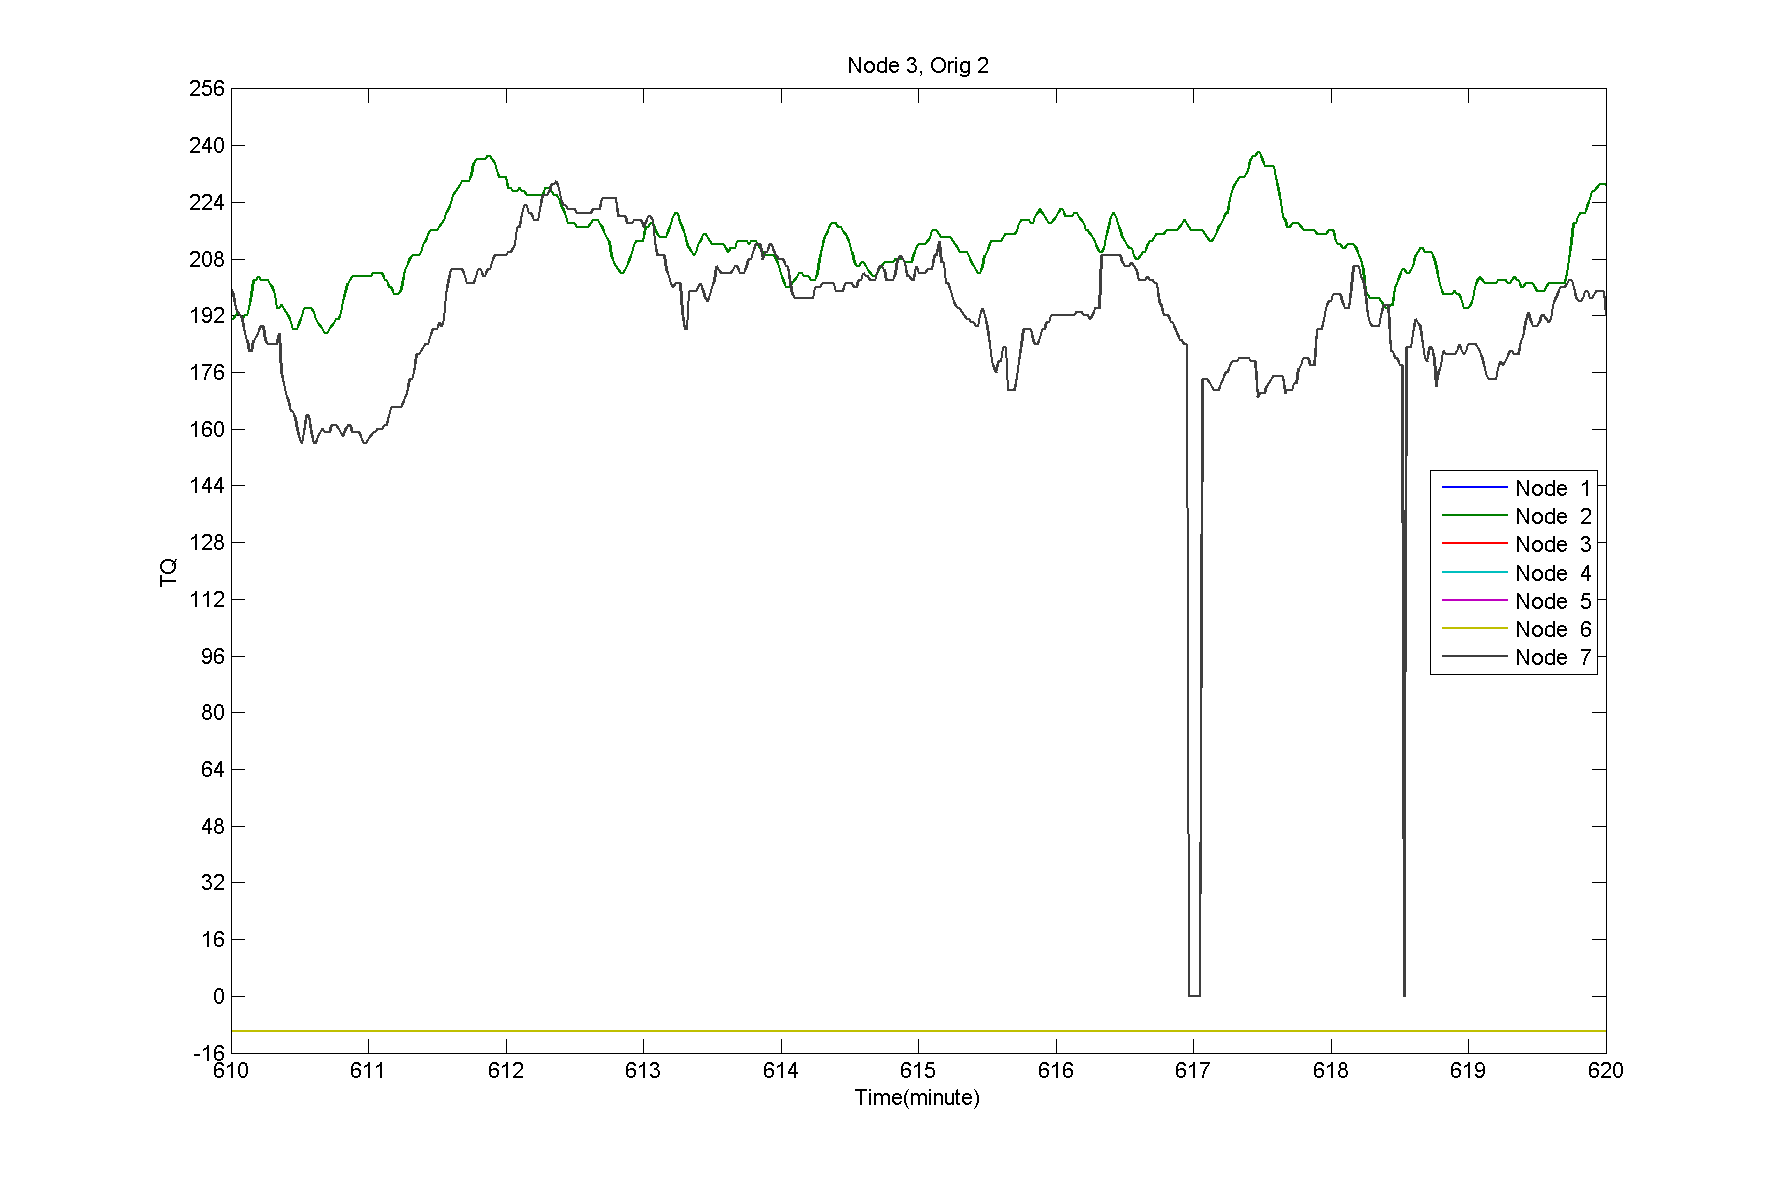 Node 3, Orig 2
256
240
224
208
192
176
160
144
128
112
96
80
64
48
32
16
0
-16
TQ
Node 1
Node 2
Node 3
Node 4
Node 5
Node 6
Node 7
610 611 612 613 614 615 616 617 618 619 620
Time(minute)